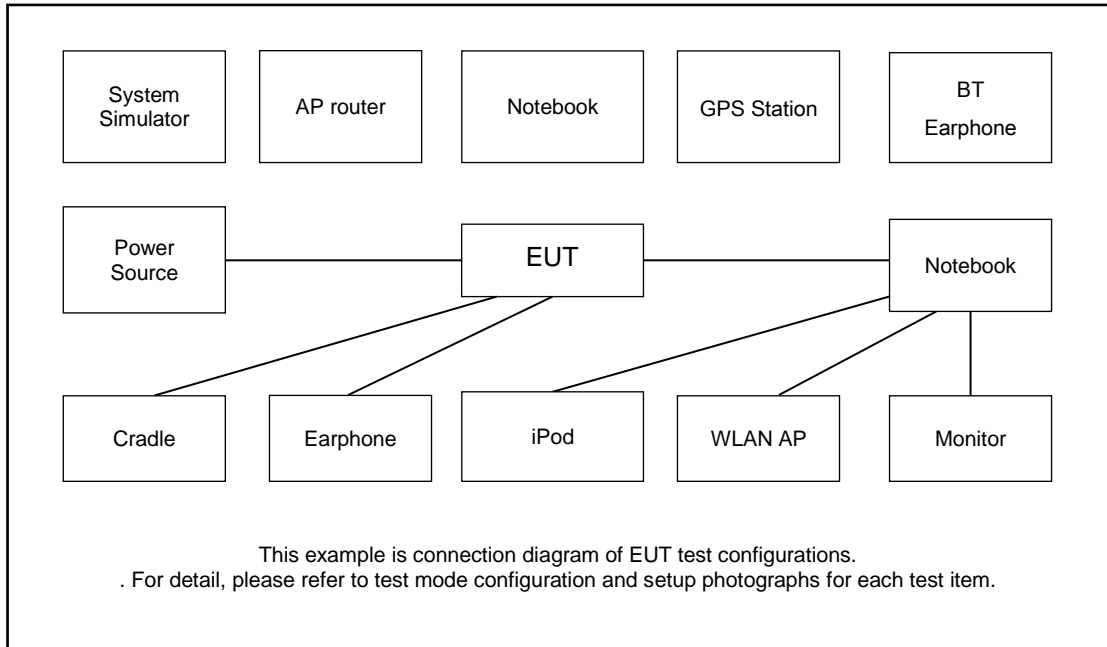 System
Simulator
AP router
Notebook
GPS Station
BT
Earphone
Power
Source
EUT
Notebook
Cradle
Earphone
iPod
WLAN AP
Monitor
This example is connection diagram of EUT test configurations.
. For detail, please refer to test mode configuration and setup photographs for each test item.